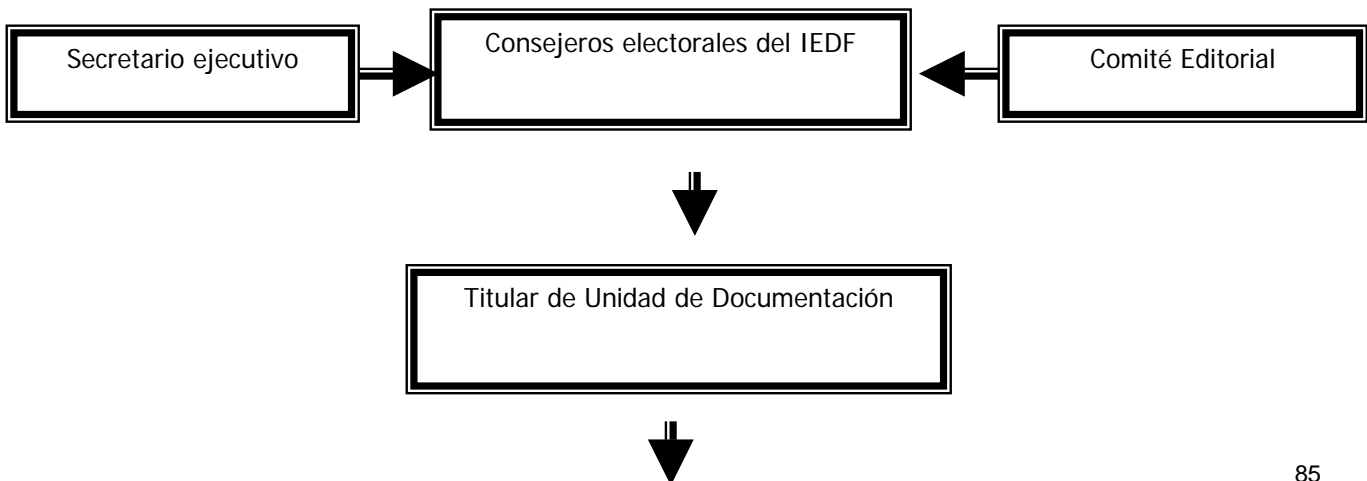 Secretario ejecutivo
Consejeros electorales del IEDF
Comité Editorial
Titular de Unidad de Documentación
85